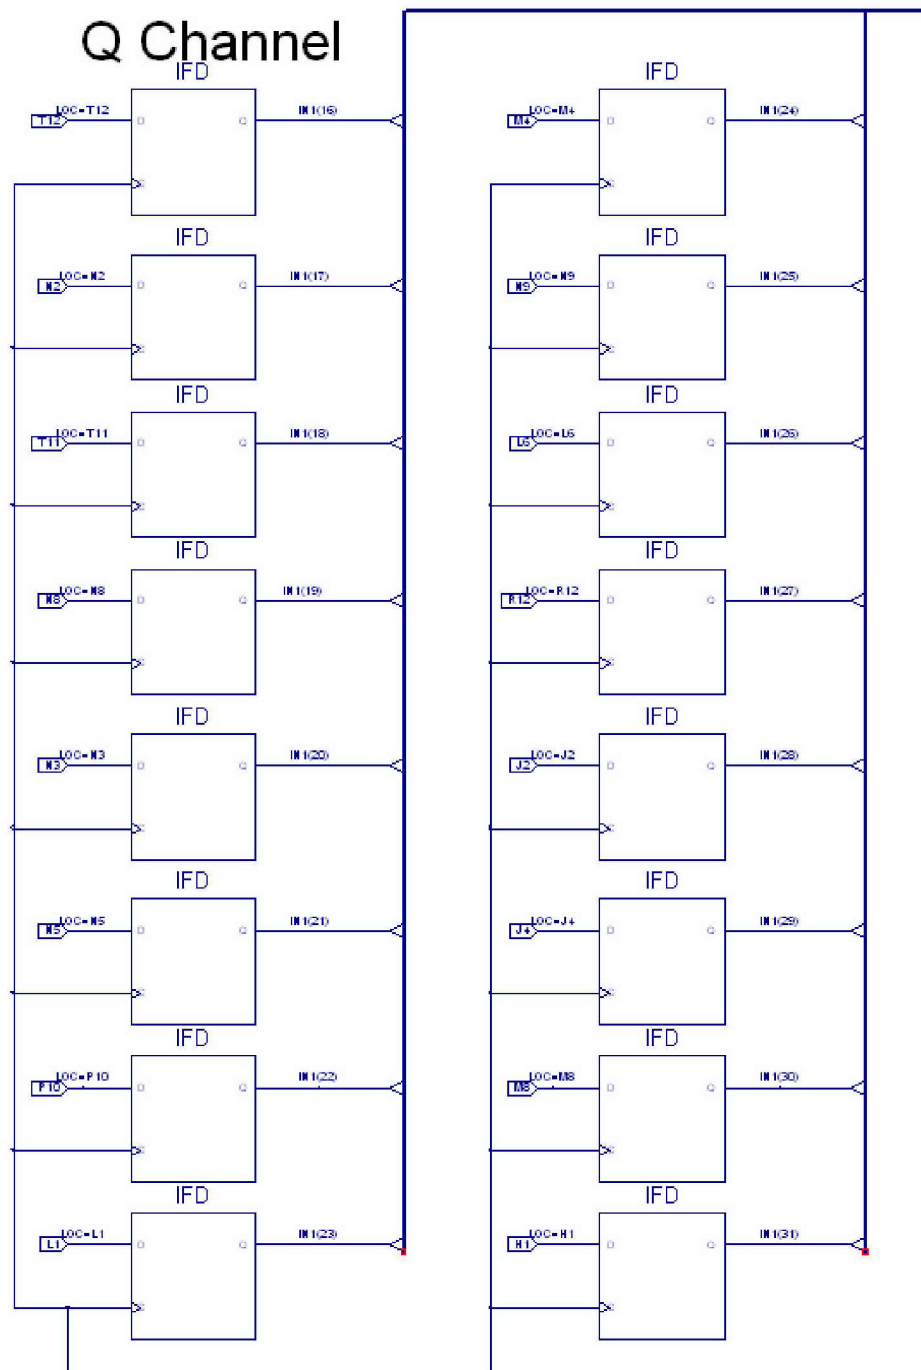 Q Channel
IFD IFD
LOC=T12 IN1(16) LOC=M4 IN1(24)
T12 D Q M4 D Q
C C
IFD IFD
LOC=N2 IN1(17) LOC=N9 IN1(25)
N2 D Q N9 D Q
C C
IFD IFD
LOC=T11 IN1(18) LOC=L6 IN1(26)
T11 D Q L6 D Q
C C
IFD IFD
LOC=N8 IN1(19) LOC=R12 IN1(27)
N8 D Q R12 D Q
C C
IFD IFD
LOC=N3 IN1(20) LOC=J2 IN1(28)
N3 D Q J2 D Q
C C
IFD IFD
LOC=N5 IN1(21) LOC=J4 IN1(29)
N5 D Q J4 D Q
C C
IFD IFD
LOC=P10 IN1(22) LOC=M8 IN1(30)
P10 D Q M8 D Q
C C
IFD IFD
LOC=L1 IN1(23) LOC=H1 IN1(31)
L1 D Q H1 D Q
C C